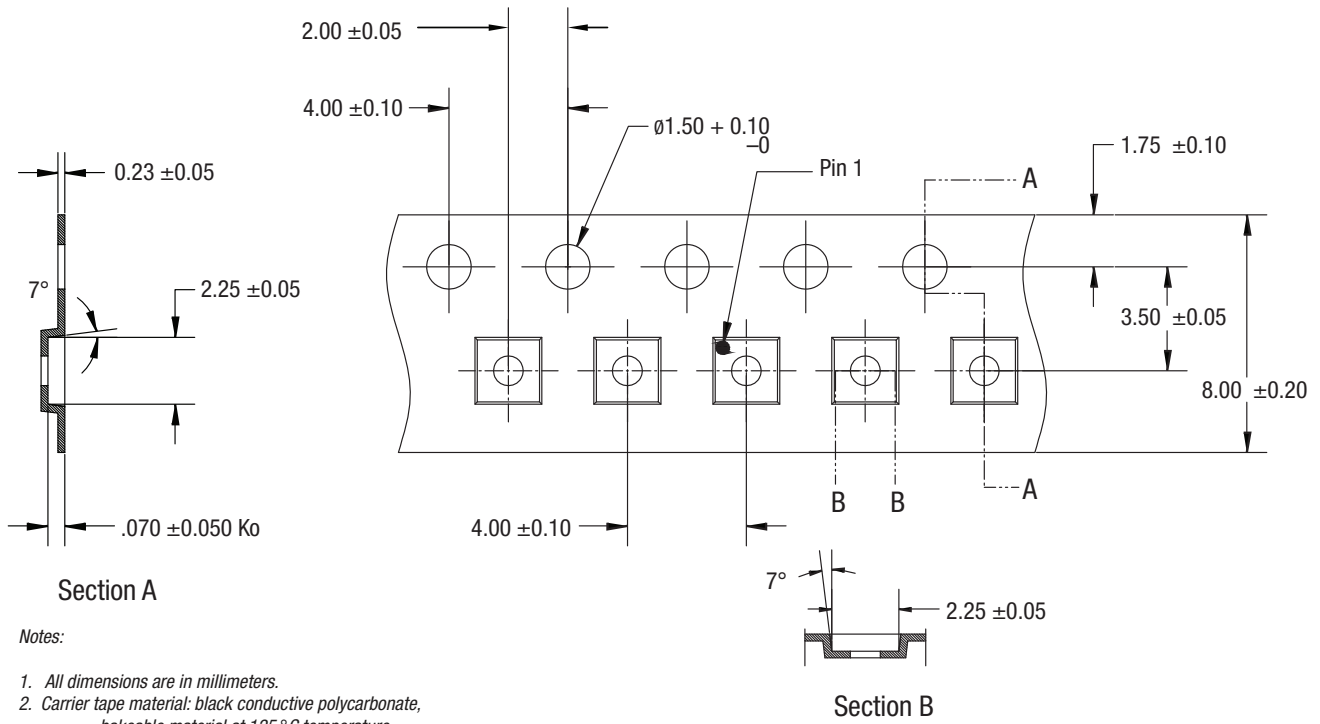 2.00 ±0.05
4.00 ±0.10
ø1.50 + 0.10
–0
Pin 1
1.75 ±0.10
A
0.23 ±0.05
7°
2.25 ±0.05
3.50 ±0.05
8.00 ±0.20
B B
A
.070 ±0.050 Ko
4.00 ±0.10
Section A
7°
2.25 ±0.05
Section B
Notes:
1. All dimensions are in millimeters.
2. Carrier tape material: black conductive polycarbonate,